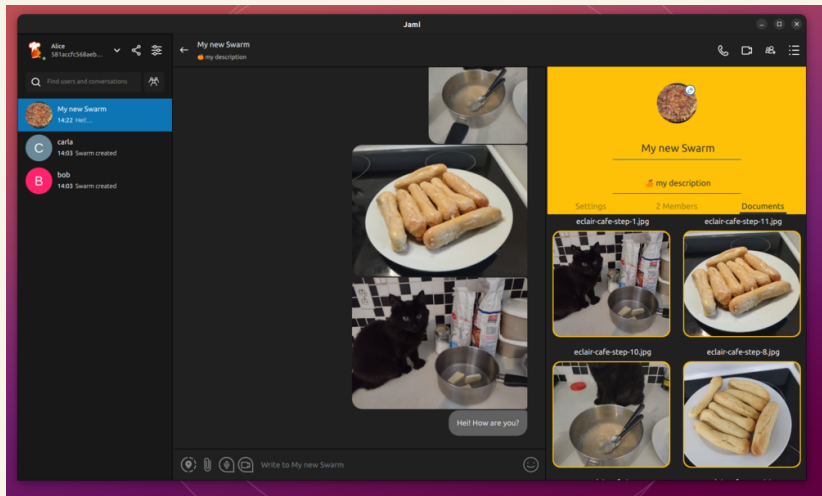 Jami
Alice
581accfc568aeb...
Find users and conversations
My new Swarm
14:22 Hei!...
carla
14:03 Swarm created
bob
14:03 Swarm created
C
B
My new Swarm
🍊 my description
Hei! How are you?
Write to My new Swarm
My new Swarm
🍊 my description
Settings
2 Members
Documents
eclair-cafe-step-1.jpg
eclair-cafe-step-11.jpg
eclair-cafe-step-10.jpg
eclair-cafe-step-8.jpg